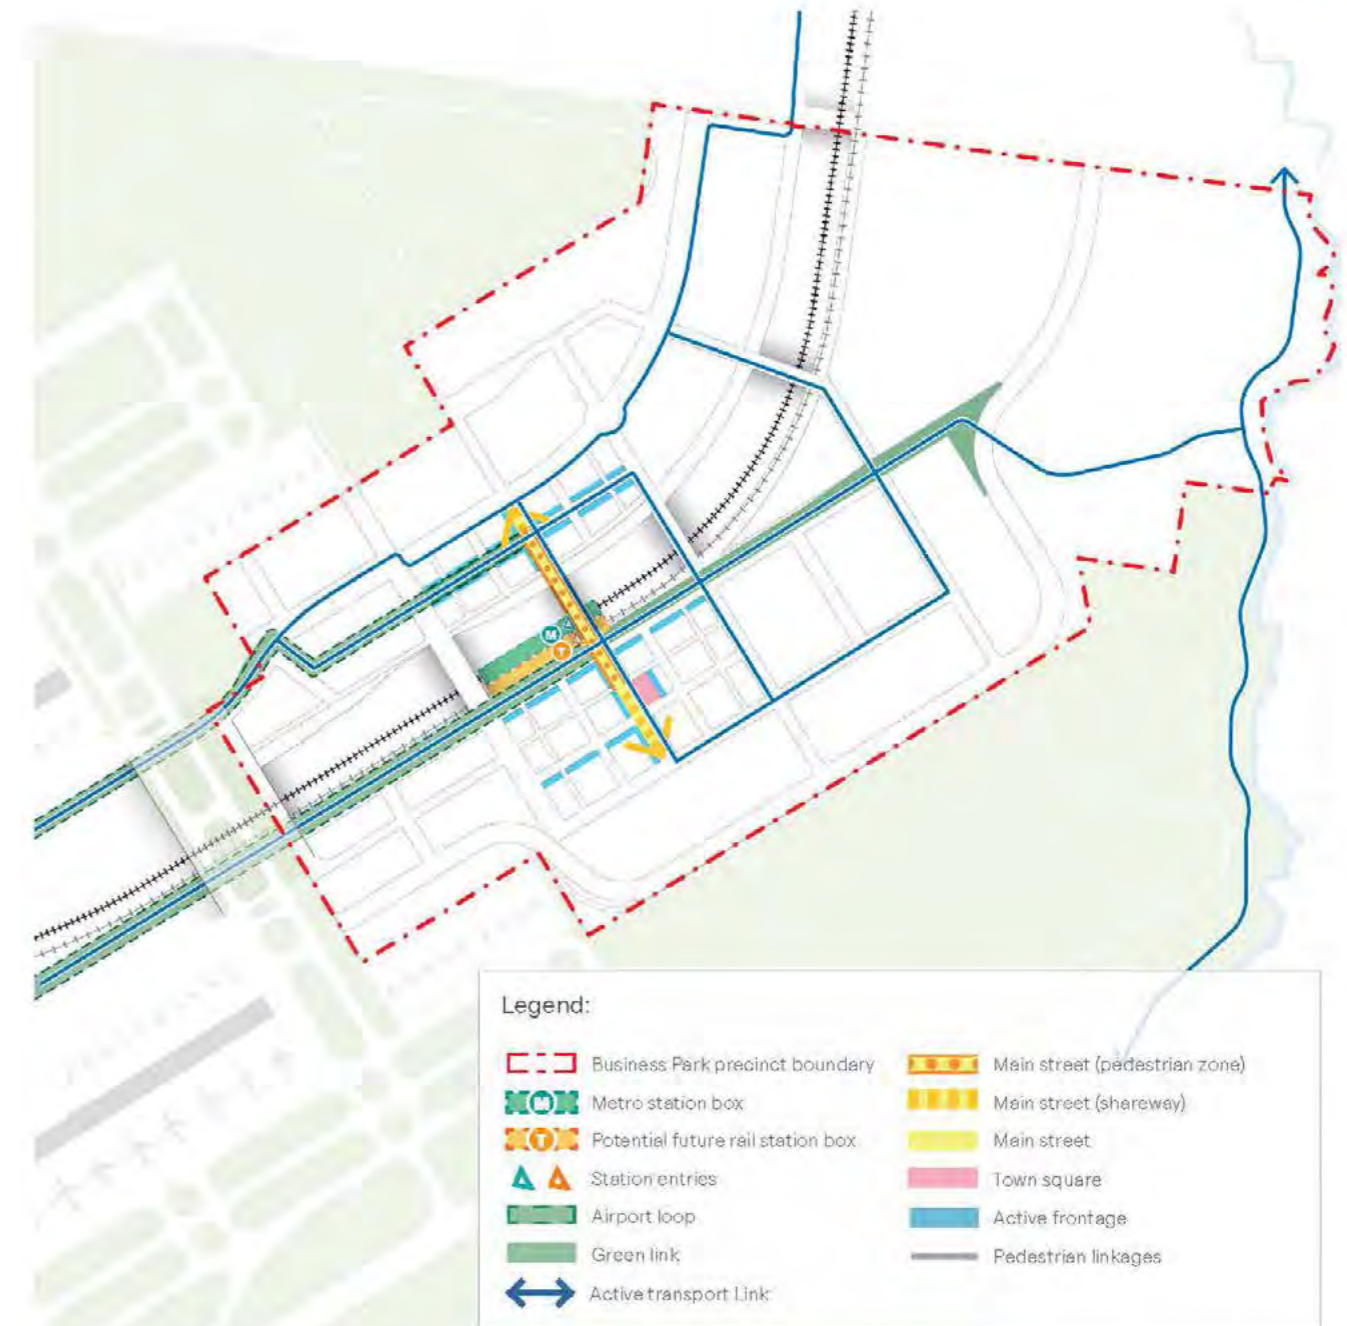 M
T
Legend:
Business Park precinct boundary
M Metro station box
T Potential future rail station box
Station entries
Airport loop
Green link
Active transport Link
Main street (pedestrian zone)
Main street (shareway)
Main street
Town square
Active frontage
Pedestrian linkages